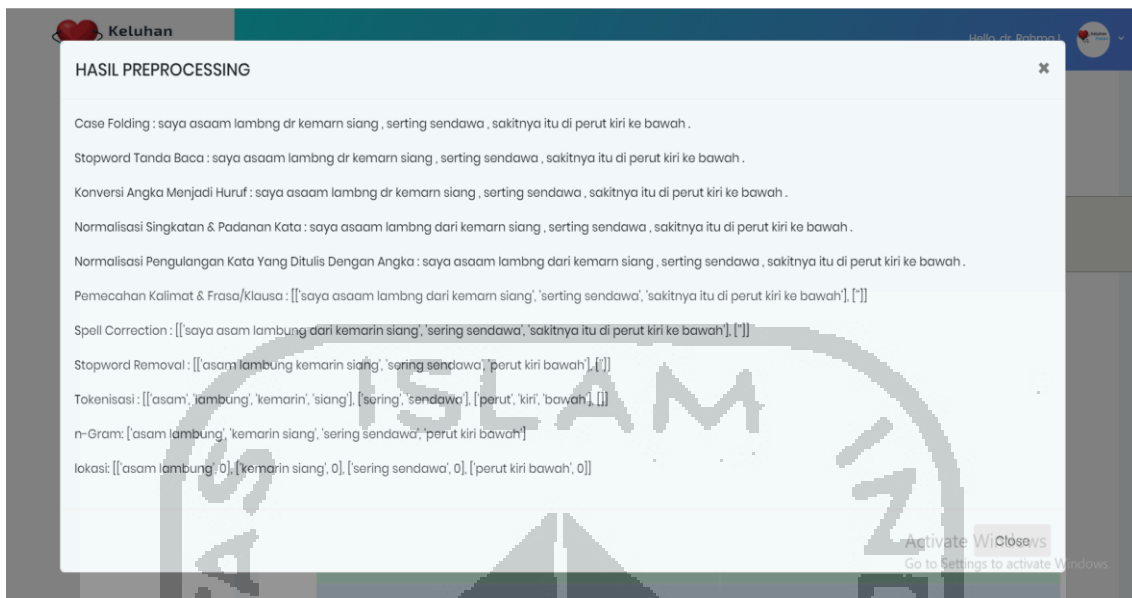 Keluhan
Hello, dr. Rahma !
HASIL PREPROCESSING
×
Case Folding : saya asaam lambng dr kemarn siang , serting sendawa , sakitnya itu di perut kiri ke bawah .
Stopword Tanda Baca : saya asaam lambng dr kemarn siang , serting sendawa , sakitnya itu di perut kiri ke bawah .
Konversi Angka Menjadi Huruf : saya asaam lambng dr kemarn siang , serting sendawa , sakitnya itu di perut kiri ke bawah .
Normalisasi Singkatan & Padanan Kata : saya asaam lambng dari kemarn siang , serting sendawa , sakitnya itu di perut kiri ke bawah .
Normalisasi Pengulangan Kata Yang Ditulis Dengan Angka : saya asaam lambng dari kemarn siang , serting sendawa , sakitnya itu di perut kiri ke bawah .
Pemecahan Kalimat & Frasa/Klausa : [['saya asaam lambng dari kemarn siang', 'serting sendawa', 'sakitnya itu di perut kiri ke bawah'], ['']]
Spell Correction : [['saya asam lambung dari kemarin siang', 'sering sendawa', 'sakitnya itu di perut kiri ke bawah'], ['']]
Stopword Removal : [['asam lambung kemarin siang', 'sering sendawa', 'perut kiri bawah'], ['']]
Tokenisasi : [['asam', 'lambung', 'kemarin', 'siang'], ['sering', 'sendawa'], ['perut', 'kiri', 'bawah'], []]
n-Gram: ['asam lambung', 'kemarin siang', 'sering sendawa', 'perut kiri bawah']
lokasi: [['asam lambung', 0], ['kemarin siang', 0], ['sering sendawa', 0], ['perut kiri bawah', 0]]
ISLAM
Activate Windows
Close
Go to Settings to activate Windows.